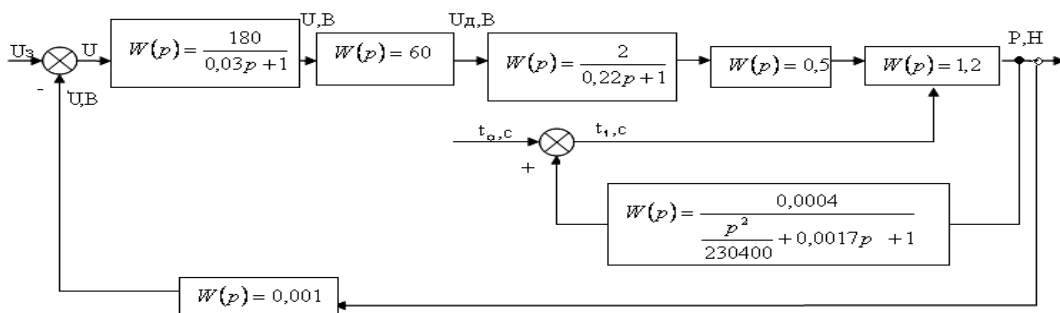 U,В
Uд,В
Uз
U
W(p) = 180 / 0,03p + 1
W(p) = 60
W(p) = 2 / 0,22p + 1
W(p) = 0,5
W(p) = 1,2
Р,Н
-
U,В
t₀,с
t₁,с
+
W(p) = 0,0004 / p² / 230400 + 0,0017p + 1
W(p) = 0,001